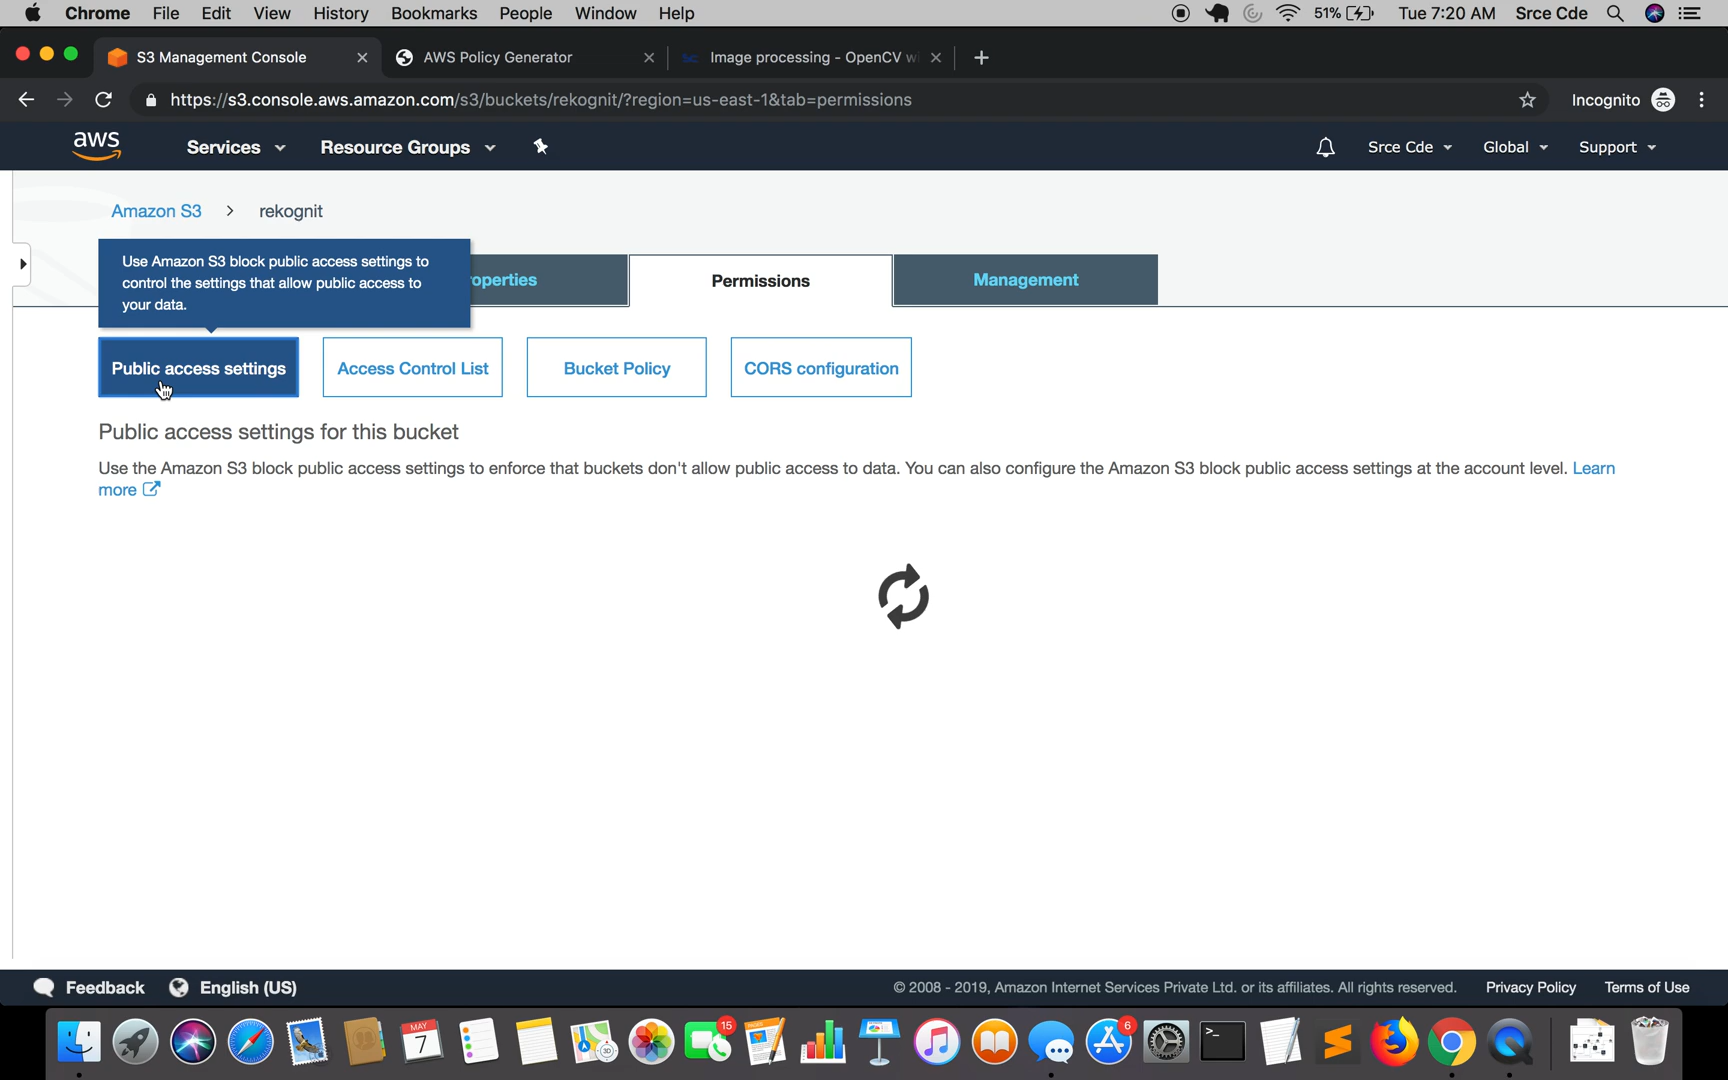 Chrome File Edit View History Bookmarks People Window Help 51% Tue 7:20 AM Srce Cde
S3 Management Console AWS Policy Generator Image processing - OpenCV w
https://s3.console.aws.amazon.com/s3/buckets/rekognit/?region=us-east-1&tab=permissions Incognito
aws Services Resource Groups Srce Cde Global Support
Amazon S3 > rekognit
Use Amazon S3 block public access settings to
control the settings that allow public access to
your data.
operties Permissions Management
Public access settings Access Control List Bucket Policy CORS configuration
Public access settings for this bucket
Use the Amazon S3 block public access settings to enforce that buckets don't allow public access to data. You can also configure the Amazon S3 block public access settings at the account level. Learn
more
Feedback English (US) © 2008 - 2019, Amazon Internet Services Private Ltd. or its affiliates. All rights reserved. Privacy Policy Terms of Use
MAY
7
15
6